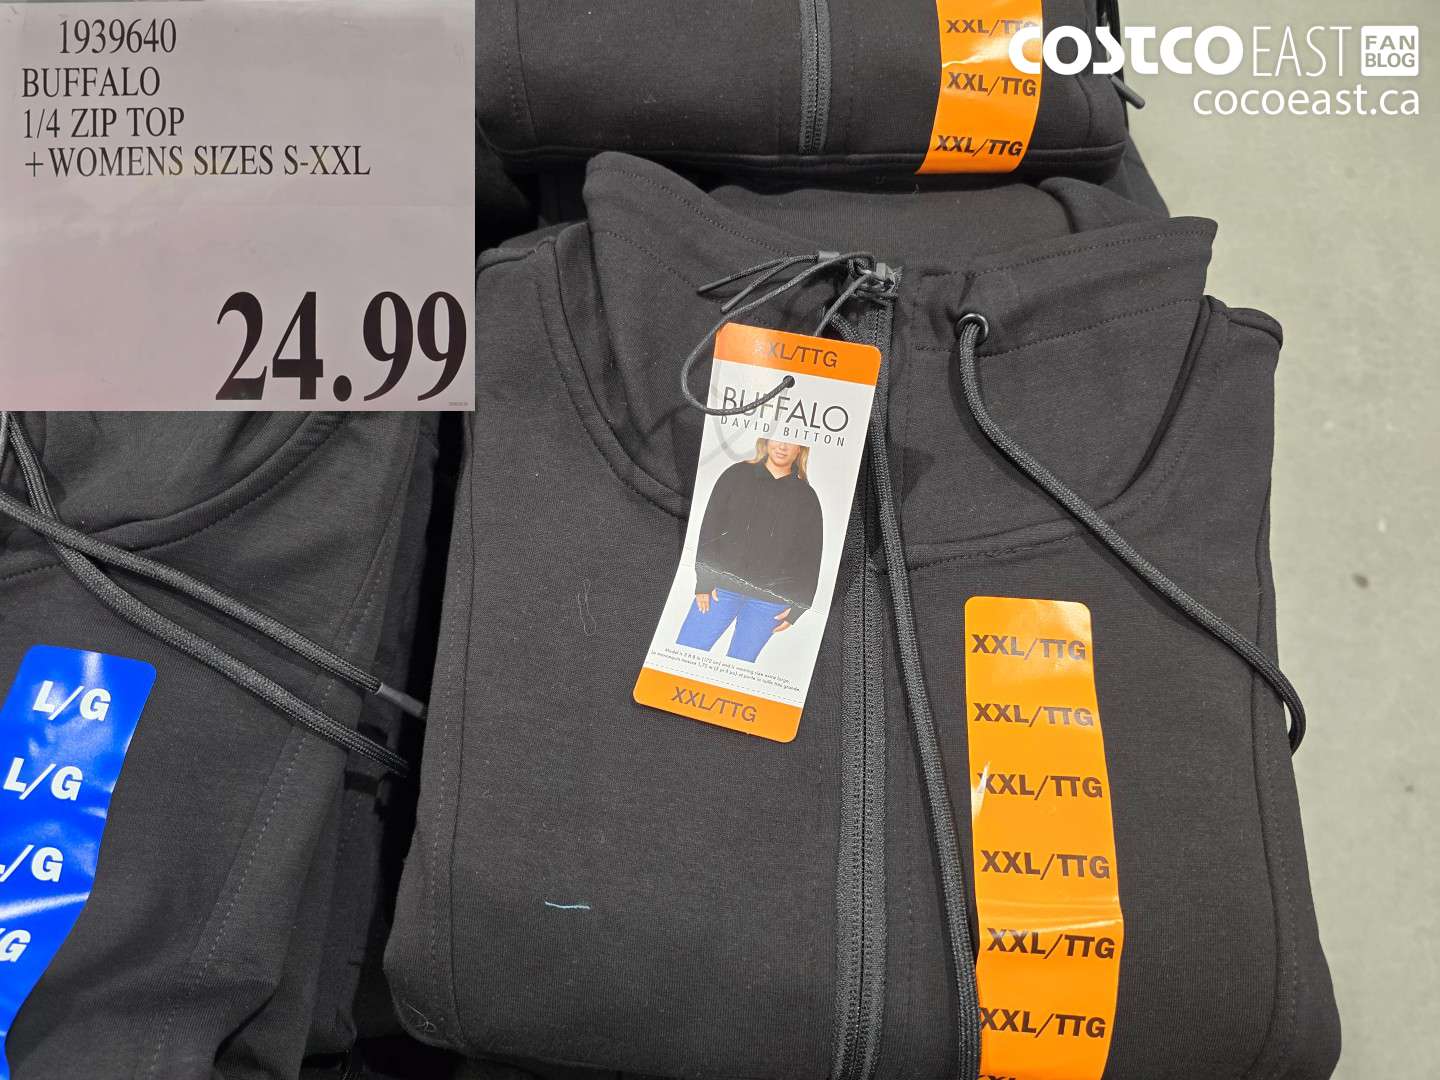 1939640
BUFFALO
1/4 ZIP TOP
+WOMENS SIZES S-XXL
24.99
COSTCO EAST FAN BLOG
cocoeast.ca
XXL/TTG
XXL/TTG
XXL/TTG
XXL/TTG
BUFFALO
DAVID BITTON
XXL/TTG
XXL/TTG
XXL/TTG
XXL/TTG
XXL/TTG
XXL/TTG
XXL/TTG
L/G
L/G
L/G
/G